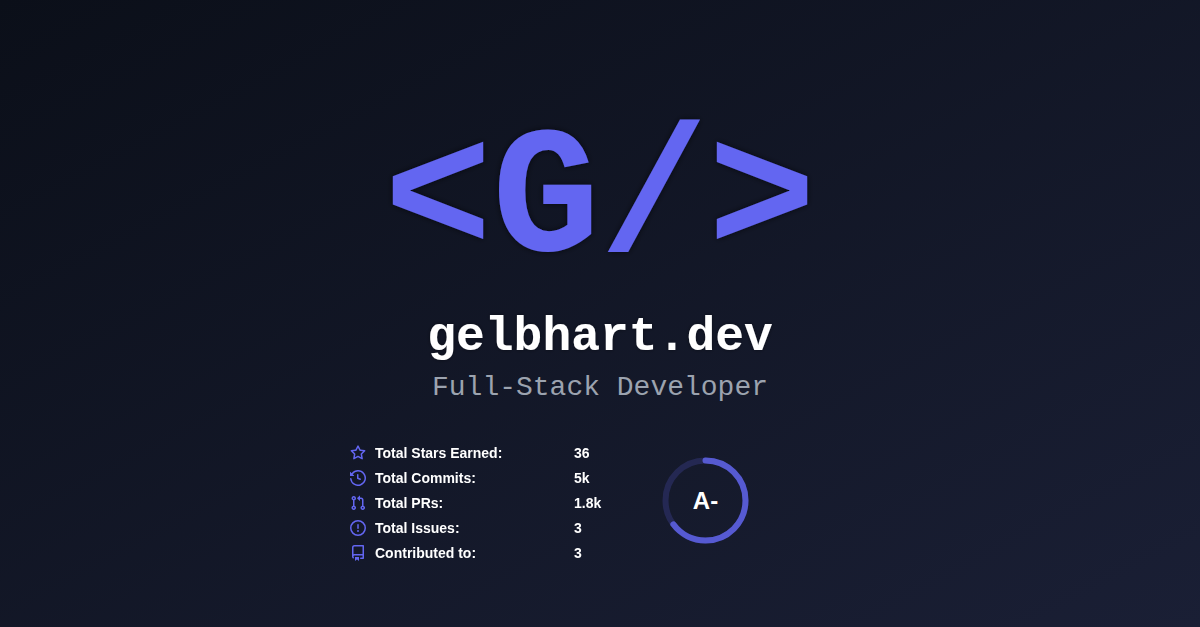 <G/>
gelbhart.dev
Full-Stack Developer
Total Stars Earned: 36
Total Commits: 5k
Total PRs: 1.8k
Total Issues: 3
Contributed to: 3
A-